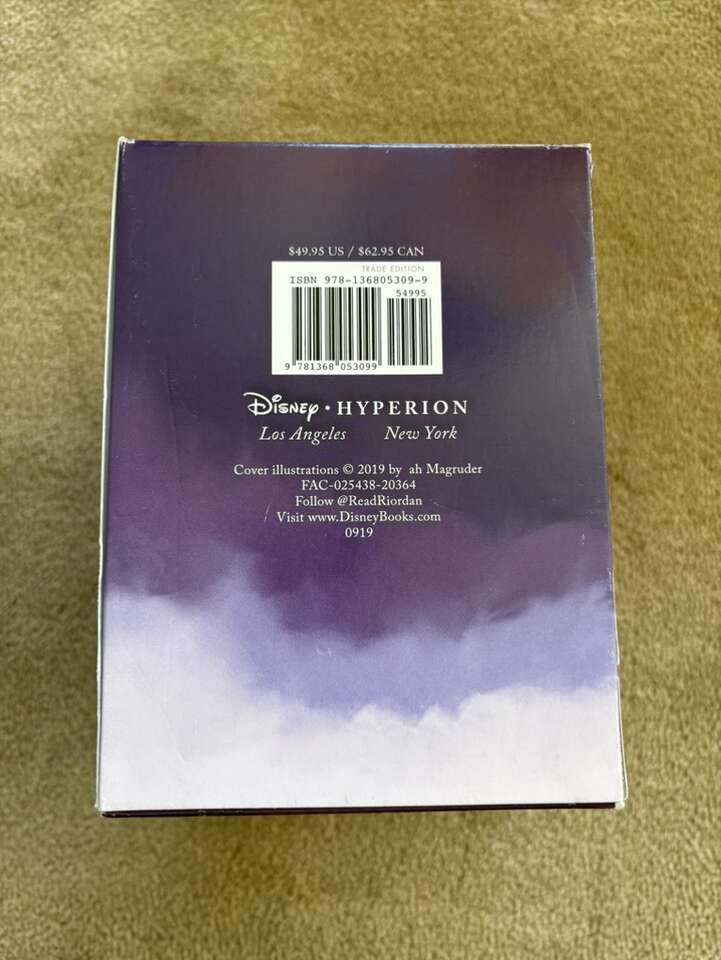 $49.95 US / $62.95 CAN
TRADE EDITION
ISBN 978-136805309-9
54995
9 781368 053099
Disney • HYPERION
Los Angeles New York
Cover illustrations © 2019 by ah Magruder
FAC-025438-20364
Follow @ReadRiordan
Visit www.DisneyBooks.com
0919